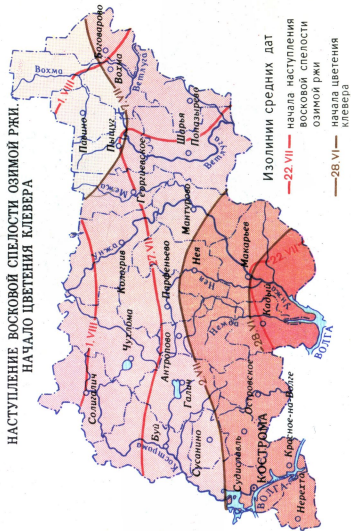 НАСТУПЛЕНИЕ ВОСКОВОЙ СПЕЛОСТИ ОЗИМОЙ РЖИ.
НАЧАЛО ЦВЕТЕНИЯ КЛЕВЕРА
Боговарово
Вохма
Вохма
1.VIII
Ветлуга
Павино
Пыщуг
Шарья
Поназырево
Ветлуга
Георгиевское
Межа
Мантурово
Унжа
Кологрив
27.VII
1.VIII
Парфеньево
Нея
Нея
Макарьев
22.VII
Унжа
Кадый
Немда
28.VI
ВОЛГА
Чухлома
Солигалич
Антропово
Галич
2.VII
Островское
Буй
Кострома
Сусанино
Судиславль
КОСТРОМА
Красное-на-Волге
ВОЛГА
Нерехта
Изолинии средних дат
22.VII
начала наступления
восковой спелости
озимой ржи
28.VI
начала цветения
клевера